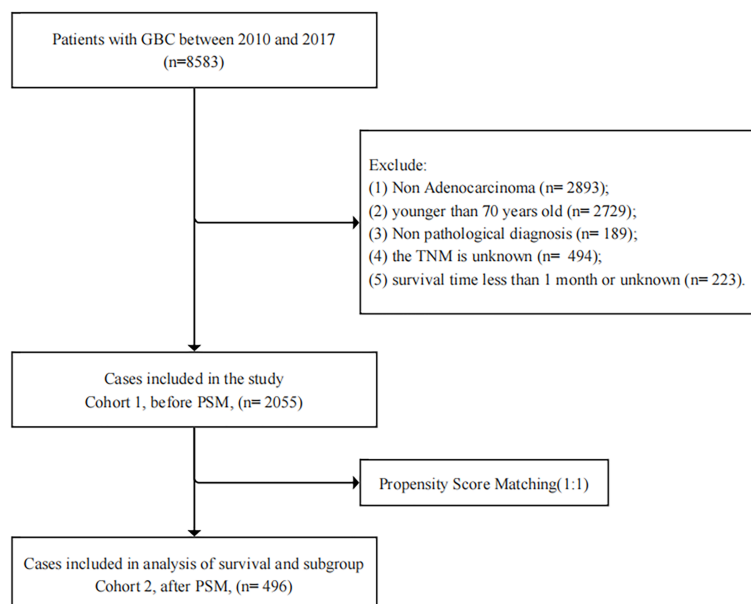 Patients with GBC between 2010 and 2017
(n=8583)
Exclude:
(1) Non Adenocarcinoma (n= 2893);
(2) younger than 70 years old (n= 2729);
(3) Non pathological diagnosis (n= 189);
(4) the TNM is unknown (n=  494);
(5) survival time less than 1 month or unknown (n= 223).
Cases included in the study
Cohort 1, before PSM, (n= 2055)
Propensity Score Matching(1:1)
Cases included in analysis of survival and subgroup
Cohort 2, after PSM, (n= 496)